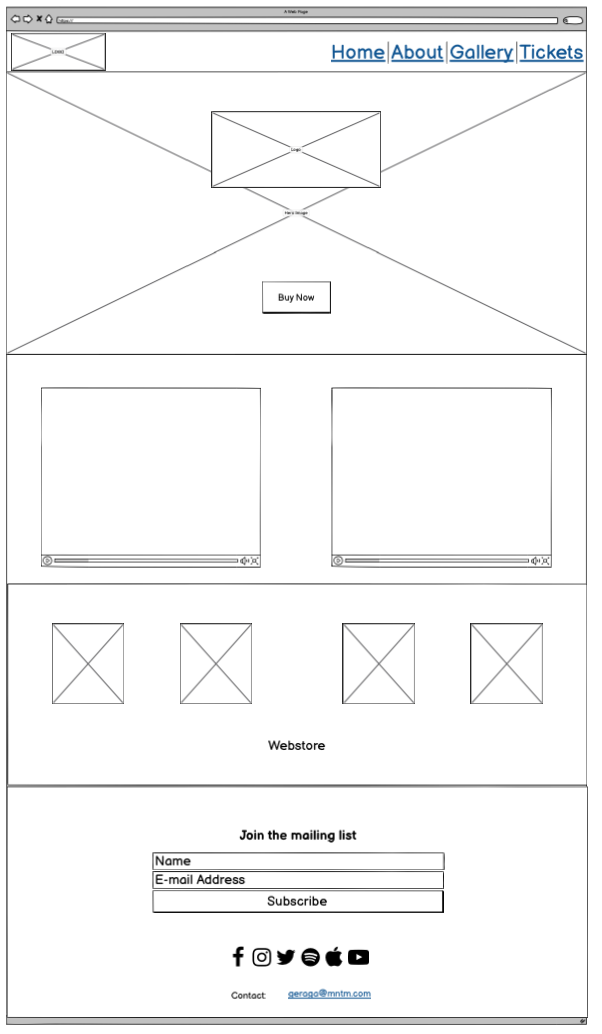 A Web Page
https://
LOGO
Home About Gallery Tickets
Logo
Hero Image
Buy Now
Webstore
Join the mailing list
Name
E-mail Address
Subscribe
Contact: geraga@mntm.com